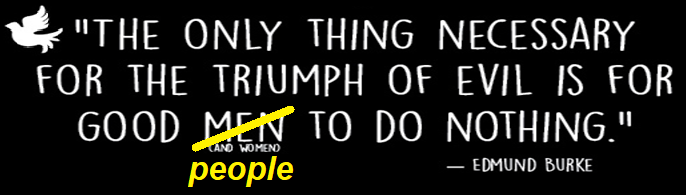 "THE ONLY THING NECESSARY
FOR THE TRIUMPH OF EVIL IS FOR
GOOD MEN TO DO NOTHING."
(AND WOMEN)
people
— EDMUND BURKE